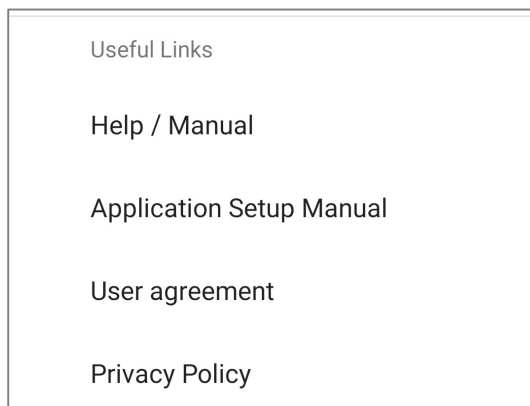 Useful Links
Help / Manual
Application Setup Manual
User agreement
Privacy Policy